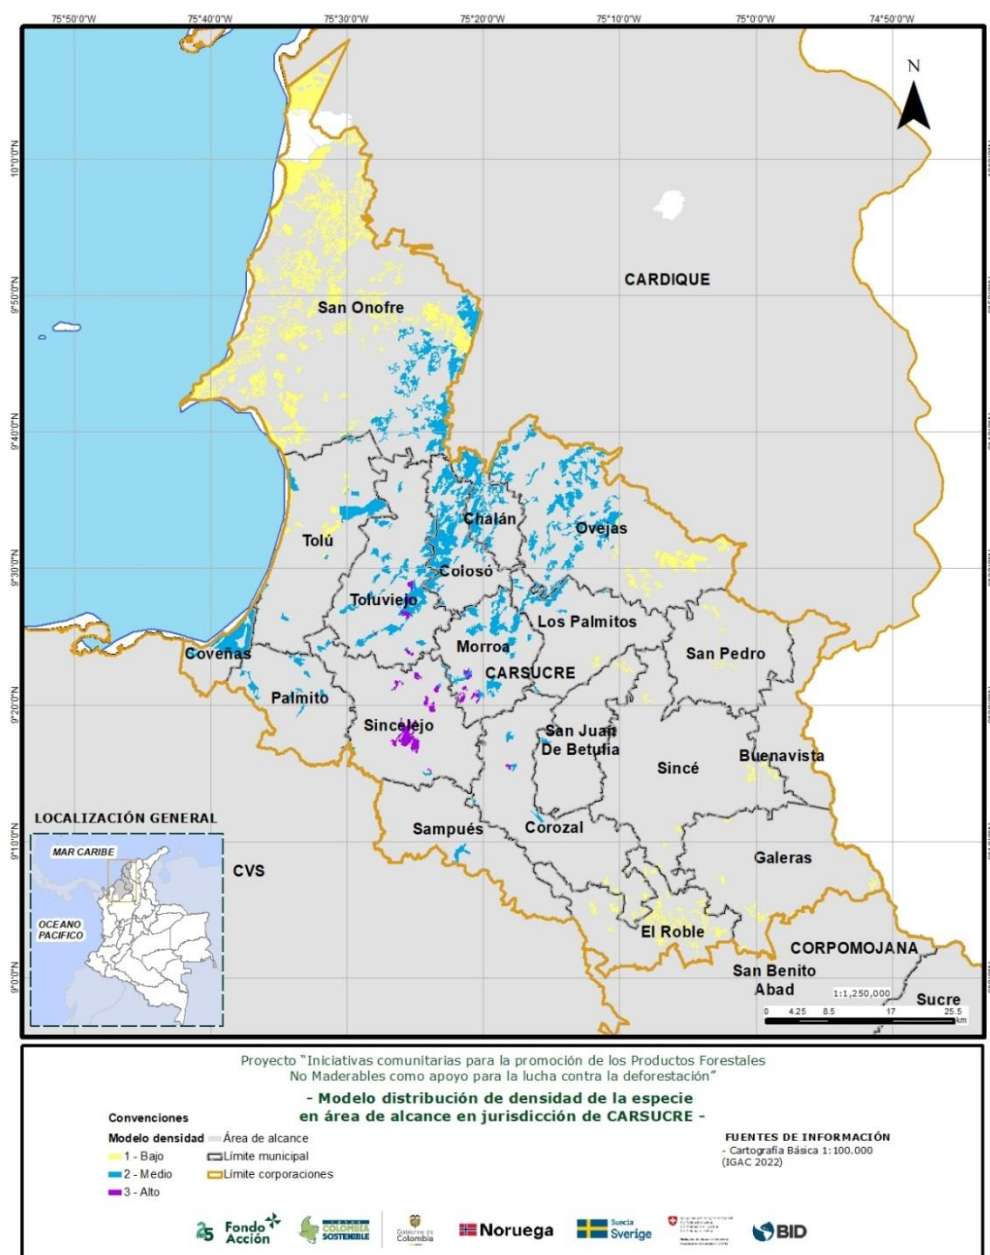 75°50'0"W
75°40'0"W
75°30'0"W
75°20'0"W
75°10'0"W
75°0'0"W
74°50'0"W
N
10°0'0"N
CARDIQUE
9°50'0"N
San Onofre
9°40'0"N
Chalán
Ovejas
Tolú
9°30'0"N
Colosó
Toluviejo
Los Palmitos
Morroa
San Pedro
Coveñas
CARSUCRE
Palmito
9°20'0"N
Sincelejo
San Juan
De Betulia
Buenavista
Sincé
LOCALIZACIÓN GENERAL
Sampués
Corozal
9°10'0"N
MAR CARIBE
Galeras
CVS
OCEANO
PACIFICO
El Roble
CORPOMOJANA
San Benito
Abad
9°0'0"N
1:1,250,000
Sucre
0 4.25 8.5 17 25.5
km
Proyecto "Iniciativas comunitarias para la promoción de los Productos Forestales
No Maderables como apoyo para la lucha contra la deforestación"
- Modelo distribución de densidad de la especie
en área de alcance en jurisdicción de CARSUCRE -
Convenciones
Modelo densidad
1 - Bajo
2 - Medio
3 - Alto
Área de alcance
Límite municipal
Límite corporaciones
FUENTES DE INFORMACIÓN
- Cartografía Básica 1:100.000
(IGAC 2022)
25
Fondo
Acción
COLOMBIA
SOSTENIBLE
Gobierno de
Colombia
Noruega
Suecia
Sverige
BID